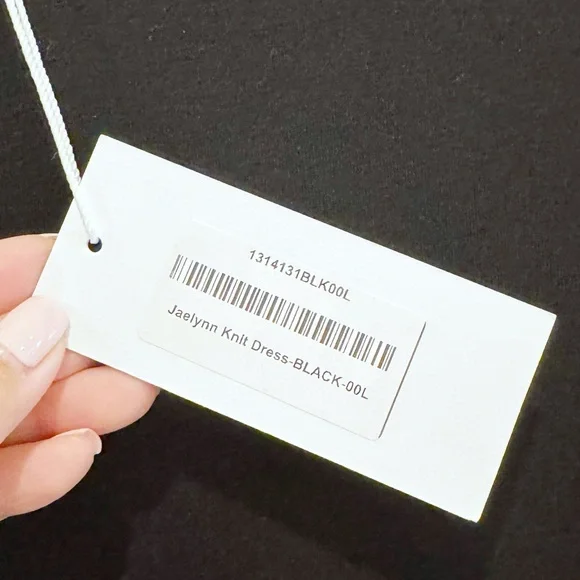 1314131BLK00L
Jaelynn Knit Dress-BLACK-00L